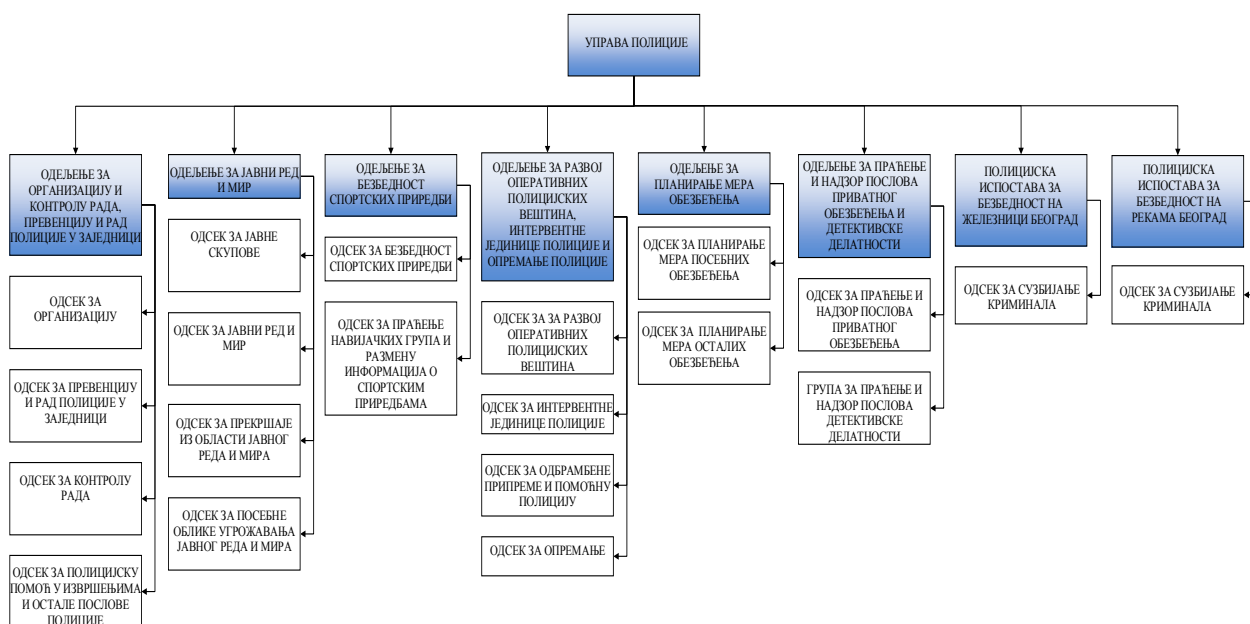 УПРАВА ПОЛИЦИЈЕ
ОДЕЉЕЊЕ ЗА
ОРГАНИЗАЦИЈУ И
КОНТРОЛУ РАДА,
ПРЕВЕНЦИЈУ И РАД
ПОЛИЦИЈЕ У ЗАЈЕДНИЦИ
ОДСЕК ЗА
ОРГАНИЗАЦИЈУ
ОДСЕК ЗА ПРЕВЕНЦИЈУ
И РАД ПОЛИЦИЈЕ У
ЗАЈЕДНИЦИ
ОДСЕК ЗА КОНТРОЛУ
РАДА
ОДСЕК ЗА ПОЛИЦИЈСКУ
ПОМОЋ У ИЗВРШЕЊИМА
И ОСТАЛЕ ПОСЛОВЕ
ПОЛИЦИЈЕ
ОДЕЉЕЊЕ ЗА ЈАВНИ РЕД
И МИР
ОДСЕК ЗА ЈАВНЕ
СКУПОВЕ
ОДСЕК ЗА ЈАВНИ РЕД И
МИР
ОДСЕК ЗА ПРЕКРШАЈЕ
ИЗ ОБЛАСТИ ЈАВНОГ
РЕДА И МИРА
ОДСЕК ЗА ПОСЕБНЕ
ОБЛИКЕ УГРОЖАВАЊА
ЈАВНОГ РЕДА И МИРА
ОДЕЉЕЊЕ ЗА
БЕЗБЕДНОСТ
СПОРТСКИХ ПРИРЕДБИ
ОДСЕК ЗА БЕЗБЕДНОСТ
СПОРТСКИХ ПРИРЕДБИ
ОДСЕК ЗА ПРАЋЕЊЕ
НАВИЈАЧКИХ ГРУПА И
РАЗМЕНУ
ИНФОРМАЦИЈА О
СПОРТСКИМ
ПРИРЕДБАМА
ОДЕЉЕЊЕ ЗА РАЗВОЈ
ОПЕРАТИВНИХ
ПОЛИЦИЈСКИХ
ВЕШТИНА,
ИНТЕРВЕНТНЕ
ЈЕДИНИЦЕ ПОЛИЦИЈЕ И
ОПРЕМАЊЕ ПОЛИЦИЈЕ
ОДСЕК ЗА ЗА РАЗВОЈ
ОПЕРАТИВНИХ
ПОЛИЦИЈСКИХ
ВЕШТИНА
ОДСЕК ЗА ИНТЕРВЕНТНЕ
ЈЕДИНИЦЕ ПОЛИЦИЈЕ
ОДСЕК ЗА ОДБРАМБЕНЕ
ПРИПРЕМЕ И ПОМОЋНУ
ПОЛИЦИЈУ
ОДСЕК ЗА ОПРЕМАЊЕ
ОДЕЉЕЊЕ ЗА
ПЛАНИРАЊЕ МЕРА
ОБЕЗБЕЂЕЊА
ОДСЕК ЗА ПЛАНИРАЊЕ
МЕРА ПОСЕБНИХ
ОБЕЗБЕЂЕЊА
ОДСЕК ЗА ПЛАНИРАЊЕ
МЕРА ОСТАЛИХ
ОБЕЗБЕЂЕЊА
ОДЕЉЕЊЕ ЗА ПРАЋЕЊЕ
И НАДЗОР ПОСЛОВА
ПРИВАТНОГ
ОБЕЗБЕЂЕЊА И
ДЕТЕКТИВСКЕ
ДЕЛАТНОСТИ
ОДСЕК ЗА ПРАЋЕЊЕ И
НАДЗОР ПОСЛОВА
ПРИВАТНОГ
ОБЕЗБЕЂЕЊА
ГРУПА ЗА ПРАЋЕЊЕ И
НАДЗОР ПОСЛОВА
ДЕТЕКТИВСКЕ
ДЕЛАТНОСТИ
ПОЛИЦИЈСКА
ИСПОСТАВА ЗА
БЕЗБЕДНОСТ НА
ЖЕЛЕЗНИЦИ БЕОГРАД
ОДСЕК ЗА СУЗБИЈАЊЕ
КРИМИНАЛА
ПОЛИЦИЈСКА
ИСПОСТАВА ЗА
БЕЗБЕДНОСТ НА
РЕКАМА БЕОГРАД
ОДСЕК ЗА СУЗБИЈАЊЕ
КРИМИНАЛА